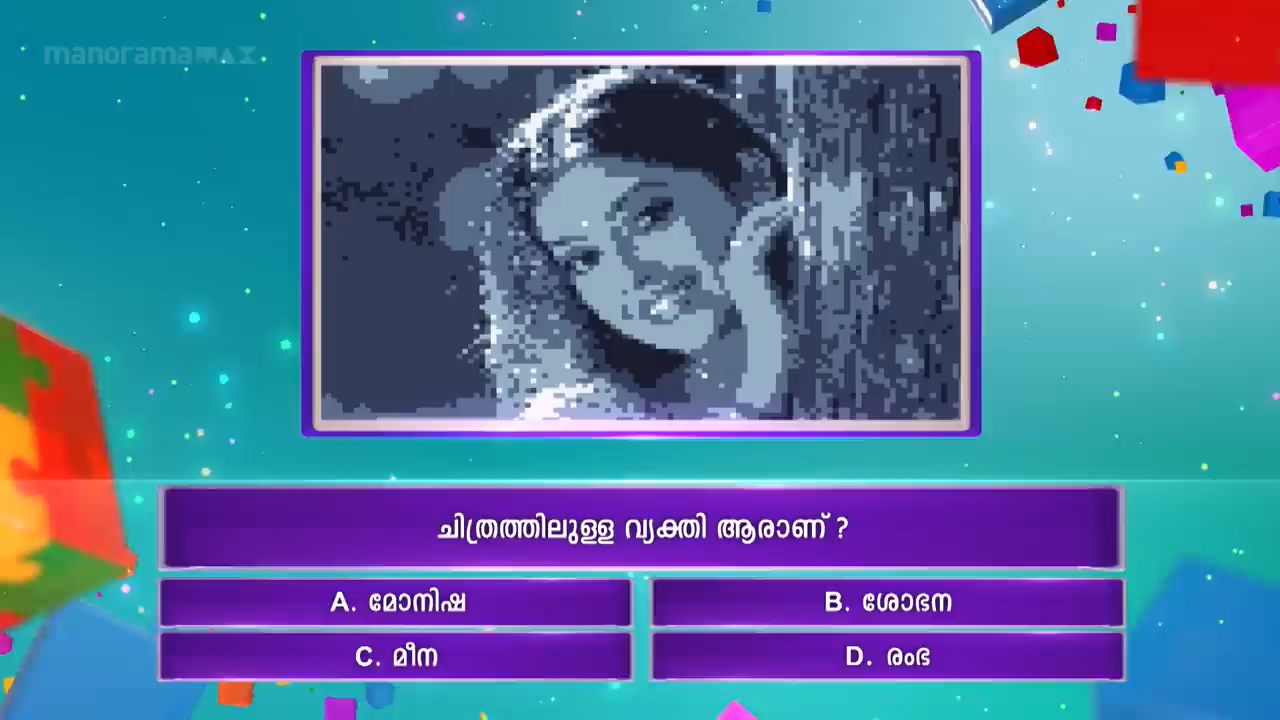 manoramaMAX
ചിത്രത്തിലുള്ള വ്യക്തി ആരാണ് ?
A. മോനിഷ
B. ശോഭന
C. മീന
D. രംഭ